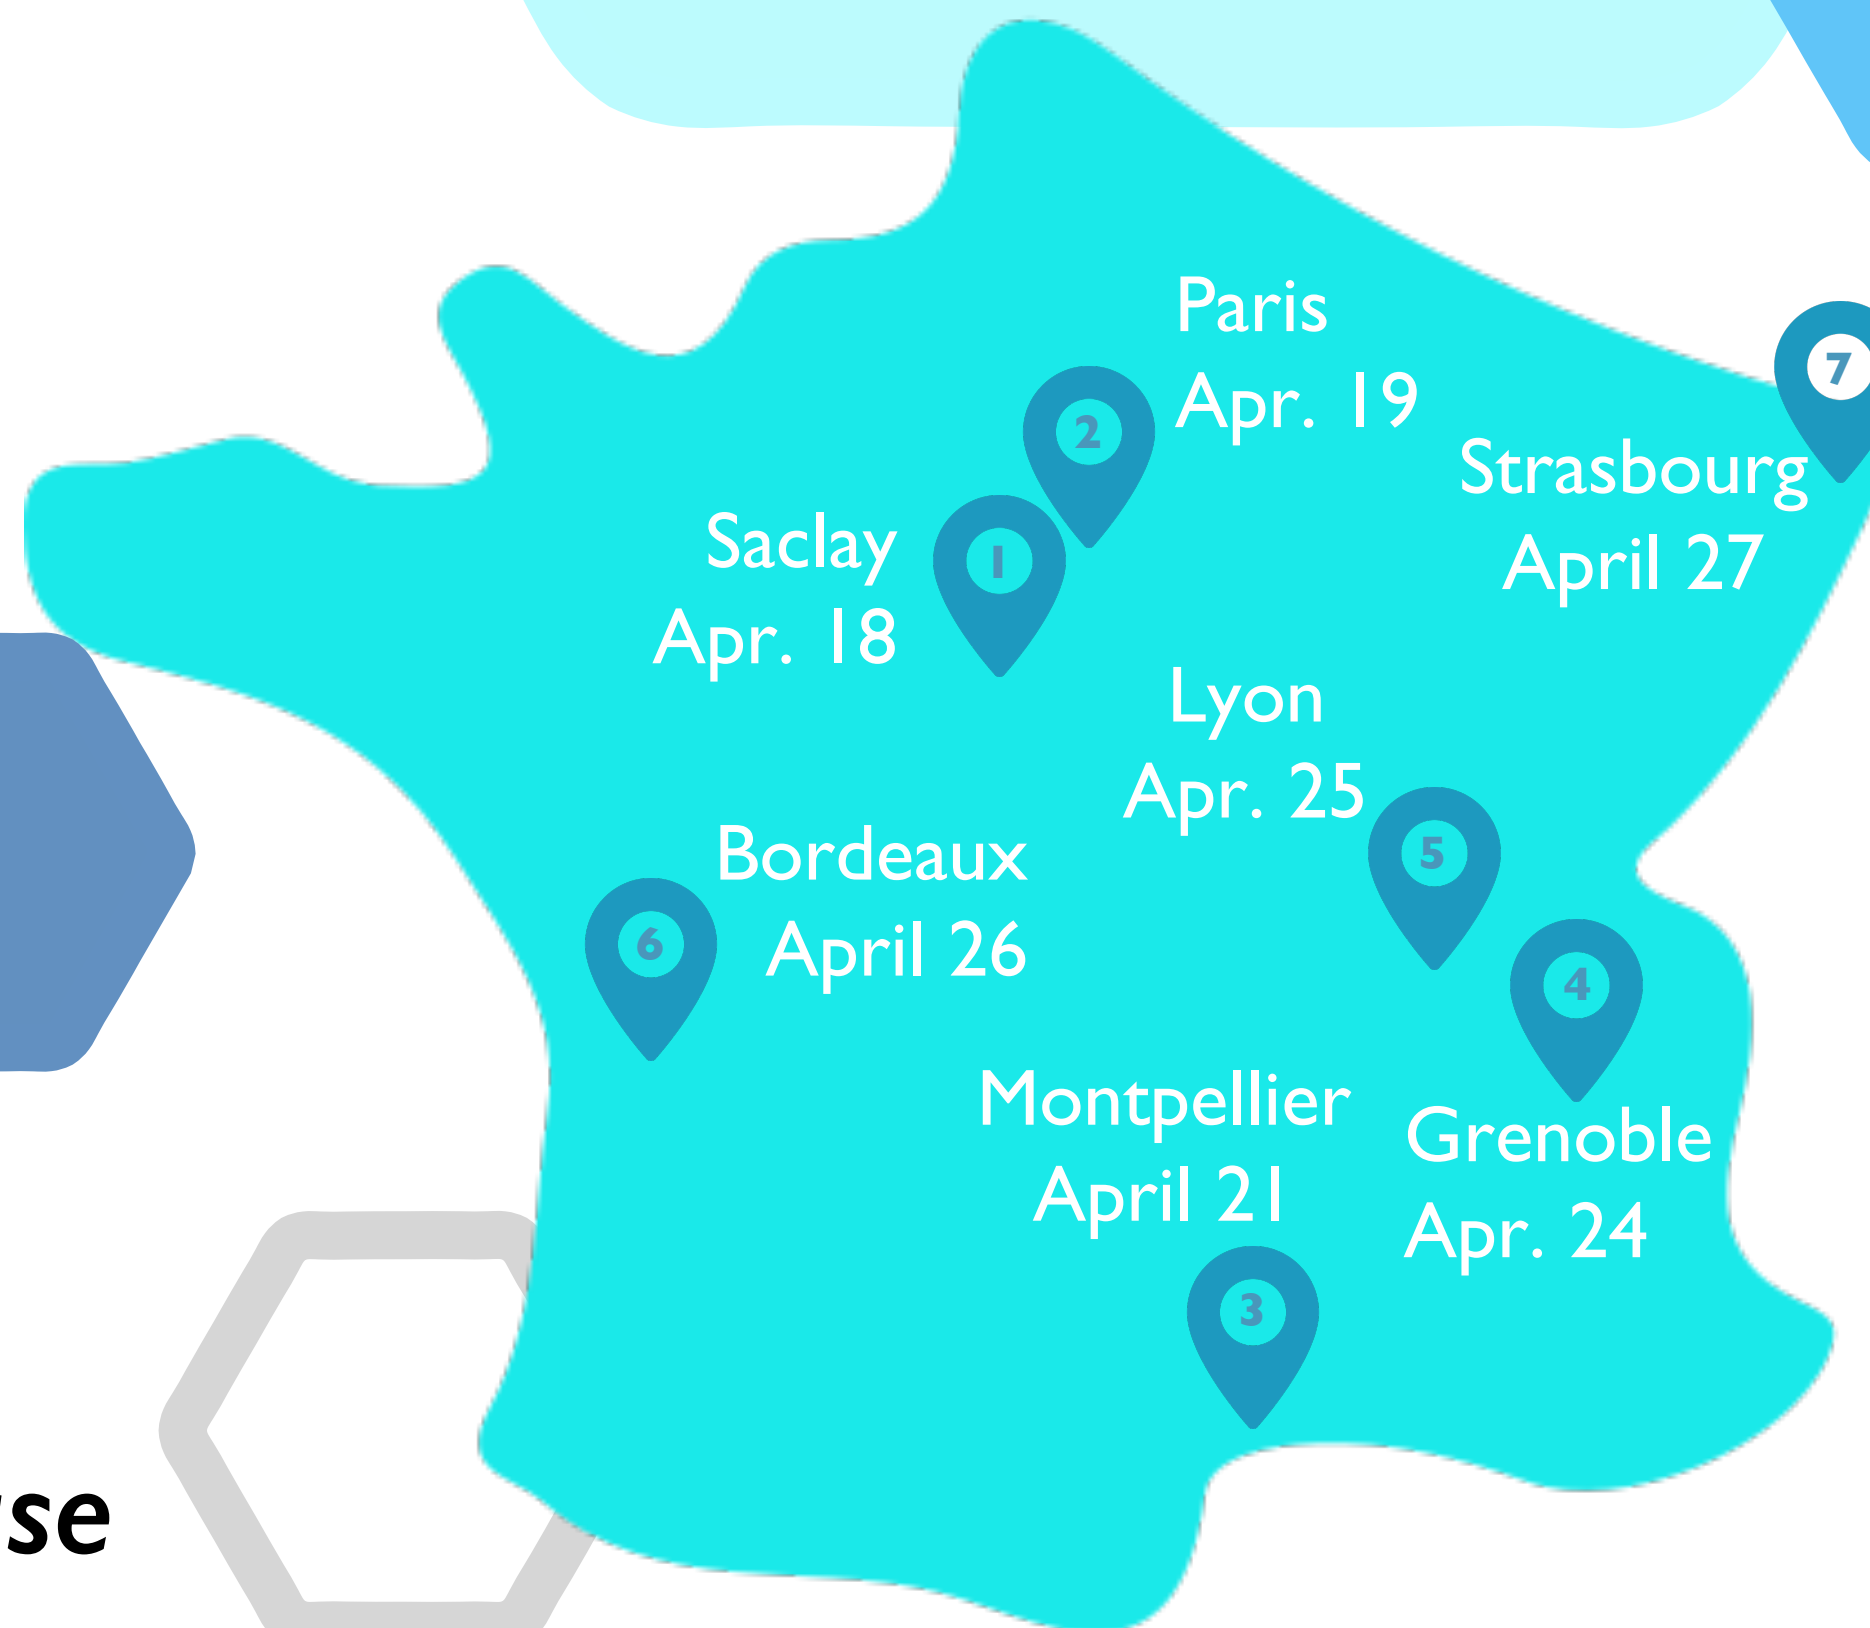 Paris
Apr. 19
2
7
Strasbourg
April 27
Saclay
Apr. 18
1
Lyon
Apr. 25
5
Bordeaux
April 26
6
4
Montpellier
April 21
Grenoble
Apr. 24
3